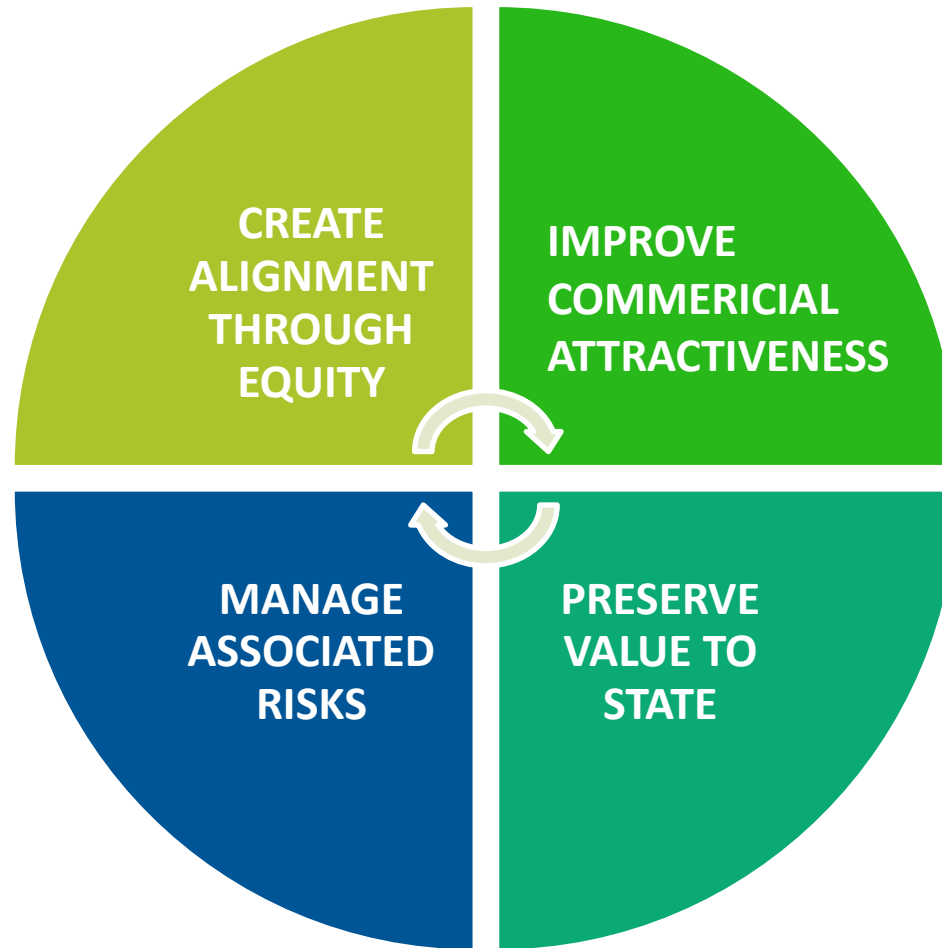 CREATE
ALIGNMENT
THROUGH
EQUITY
IMPROVE
COMMERICIAL
ATTRACTIVENESS
MANAGE
ASSOCIATED
RISKS
PRESERVE
VALUE TO
STATE